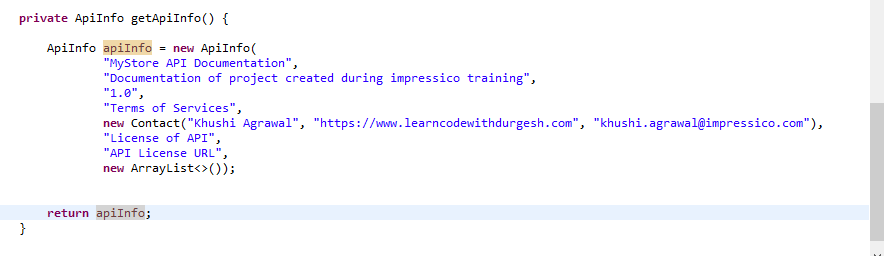 private ApiInfo getApiInfo() {
ApiInfo apiInfo = new ApiInfo(
"MyStore API Documentation",
"Documentation of project created during impressico training",
"1.0",
"Terms of Services",
new Contact("Khushi Agrawal", "https://www.learncodewithdurgesh.com", "khushi.agrawal@impressico.com"),
"License of API",
"API License URL",
new ArrayList<>());
return apiInfo;
}